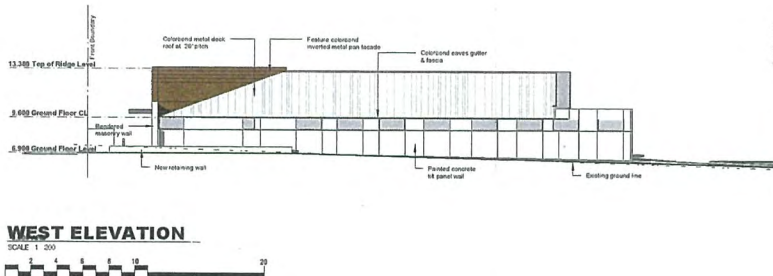 Front Boundary
Colorbond metal deck
roof at 26° pitch
Feature colorbond
inverted metal pan facade
Colorbond eaves gutter
& fascia
13,300 Top of Ridge Level
9,600 Ground Floor CL
Rendered
masonry wall
6,900 Ground Floor Level
New retaining wall
Painted concrete
tilt panel wall
Existing ground line
WEST ELEVATION
SCALE 1 200
2 4 6 8 10 20